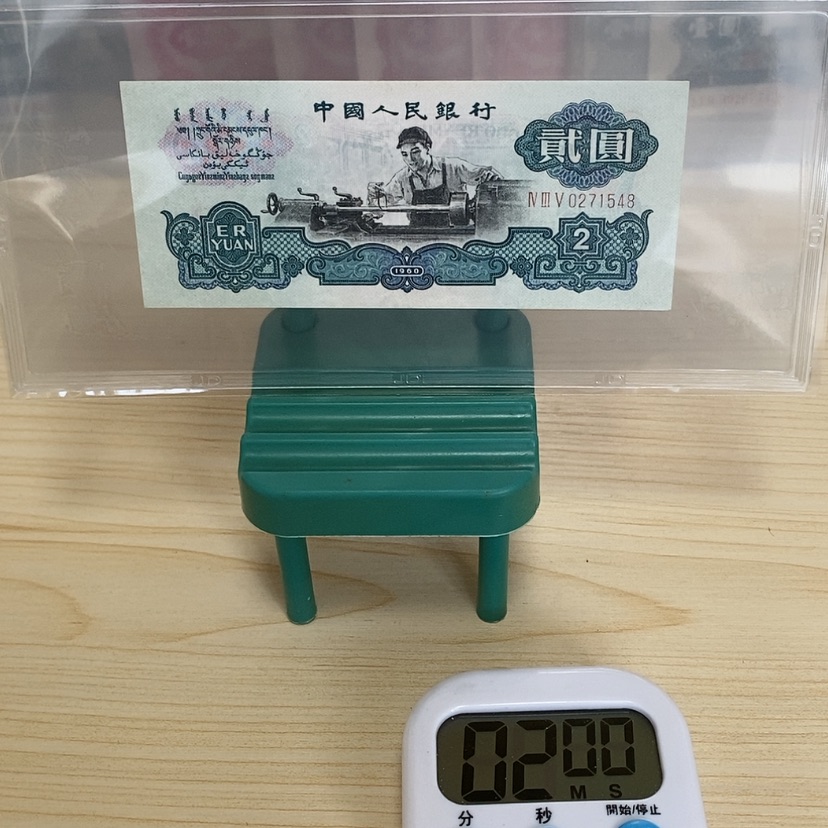 中國人民銀行
貳圓
ⅣⅢⅤ0271548
ER
YUAN
2
1960
02 00
M S
分 秒 開始/停止